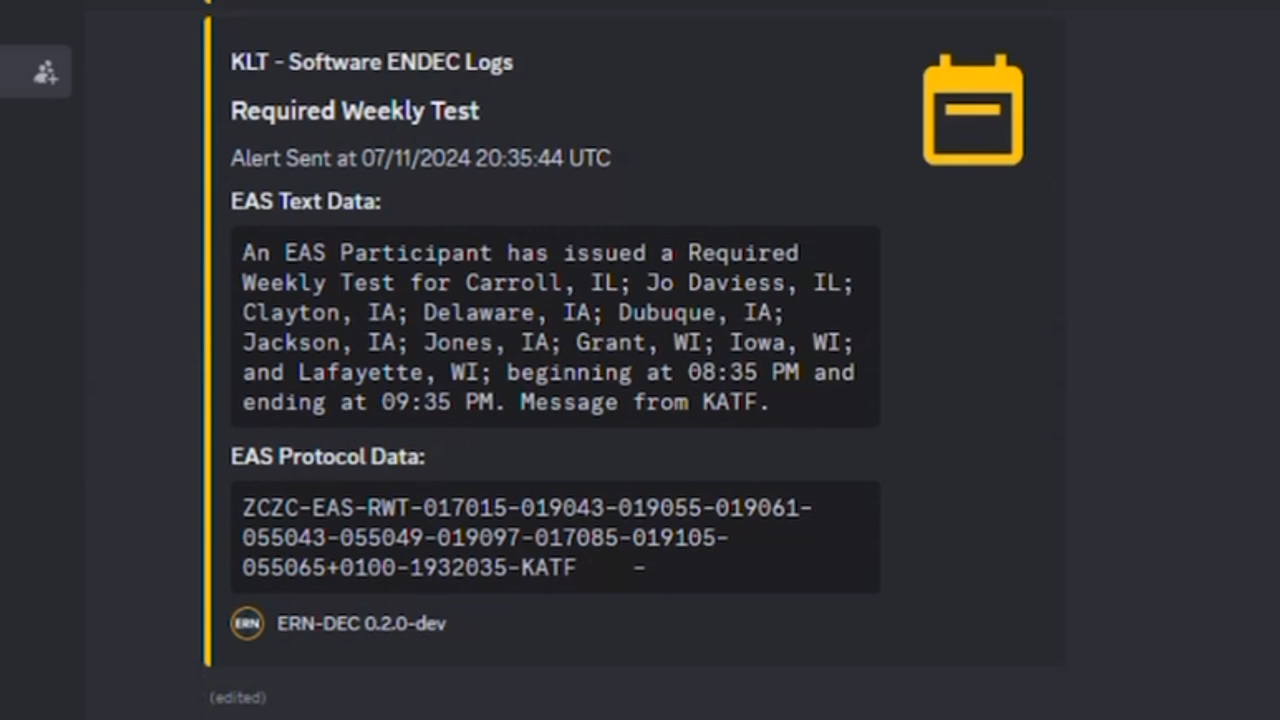 KLT - Software ENDEC Logs
Required Weekly Test
Alert Sent at 07/11/2024 20:35:44 UTC
EAS Text Data:
An EAS Participant has issued a Required
Weekly Test for Carroll, IL; Jo Daviess, IL;
Clayton, IA; Delaware, IA; Dubuque, IA;
Jackson, IA; Jones, IA; Grant, WI; Iowa, WI;
and Lafayette, WI; beginning at 08:35 PM and
ending at 09:35 PM. Message from KATF.
EAS Protocol Data:
ZCZC-EAS-RWT-017015-019043-019055-019061-
055043-055049-019097-017085-019105-
055065+0100-1932035-KATF    -
ERN ERN-DEC 0.2.0-dev
(edited)